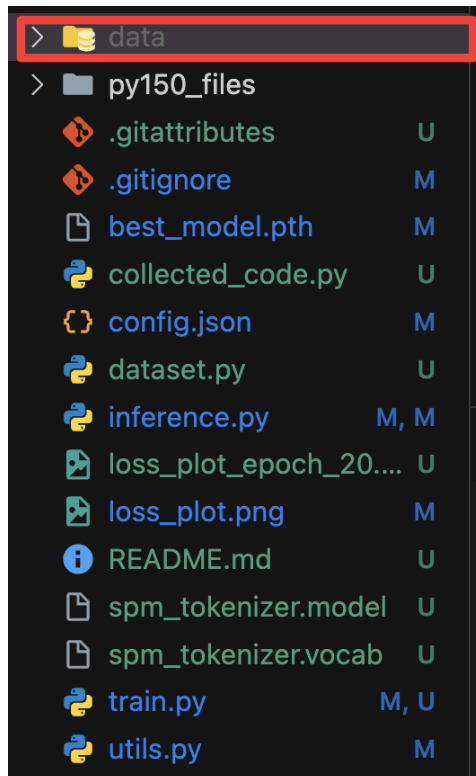 data
py150_files
.gitattributes U
.gitignore M
best_model.pth M
collected_code.py U
config.json M
dataset.py U
inference.py M, M
loss_plot_epoch_20.... U
loss_plot.png M
README.md U
spm_tokenizer.model U
spm_tokenizer.vocab U
train.py M, U
utils.py M